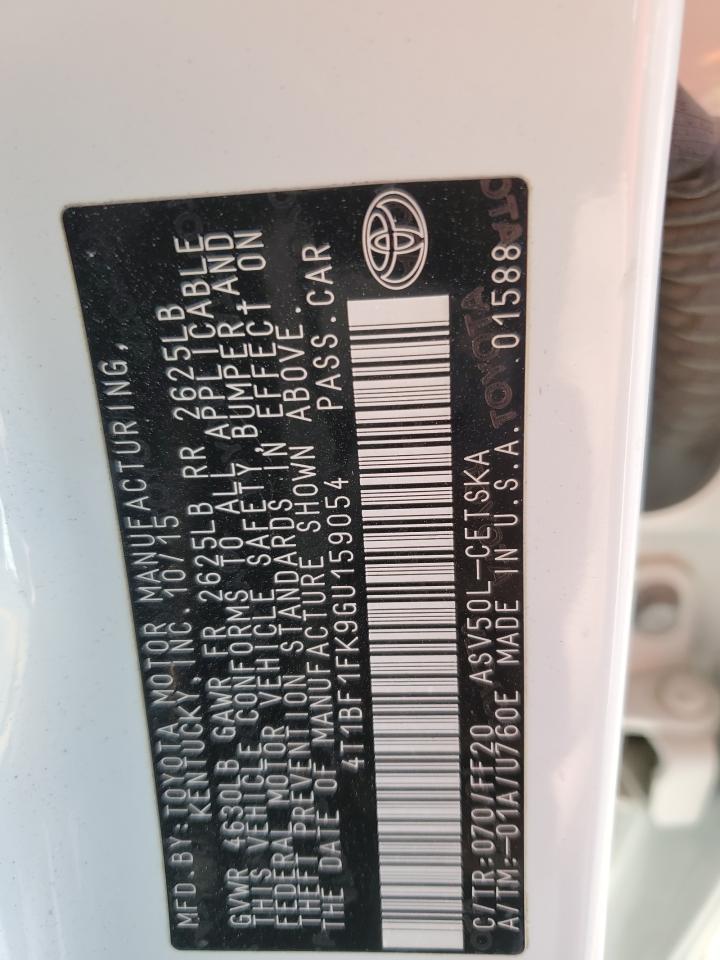 MFD.BY:TOYOTA MOTOR MANUFACTURING,
KENTUCKY,INC. 10/15
GVWR 4630LB GAWR FR 2625LB RR 2625LB
THIS VEHICLE CONFORMS TO ALL APPLICABLE
FEDERAL MOTOR VEHICLE SAFETY,BUMPER AND
THEFT PREVENTION STANDARDS IN EFFECT ON
THE DATE OF MANUFACTURE SHOWN ABOVE.
4T1BF1FK9GU159054 PASS.CAR
C/TR:070/FF20 ASV50L-CETSKA
A/TM:-01A/U760E MADE IN U.S.A. 01588
TOYOTA